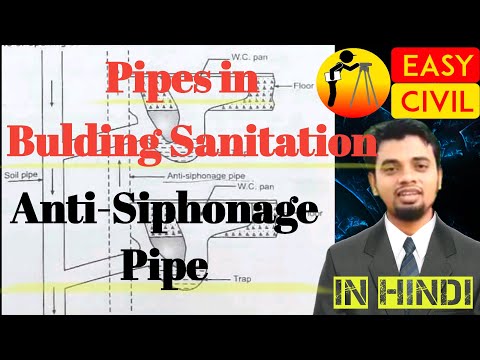 W.C. pan
Floor
Pipes in
Bulding Sanitation
Soil pipe
Anti-siphonage pipe
W.C. pan
Anti-Siphonage
Pipe
Trap
EASY
CIVIL
IN HINDI